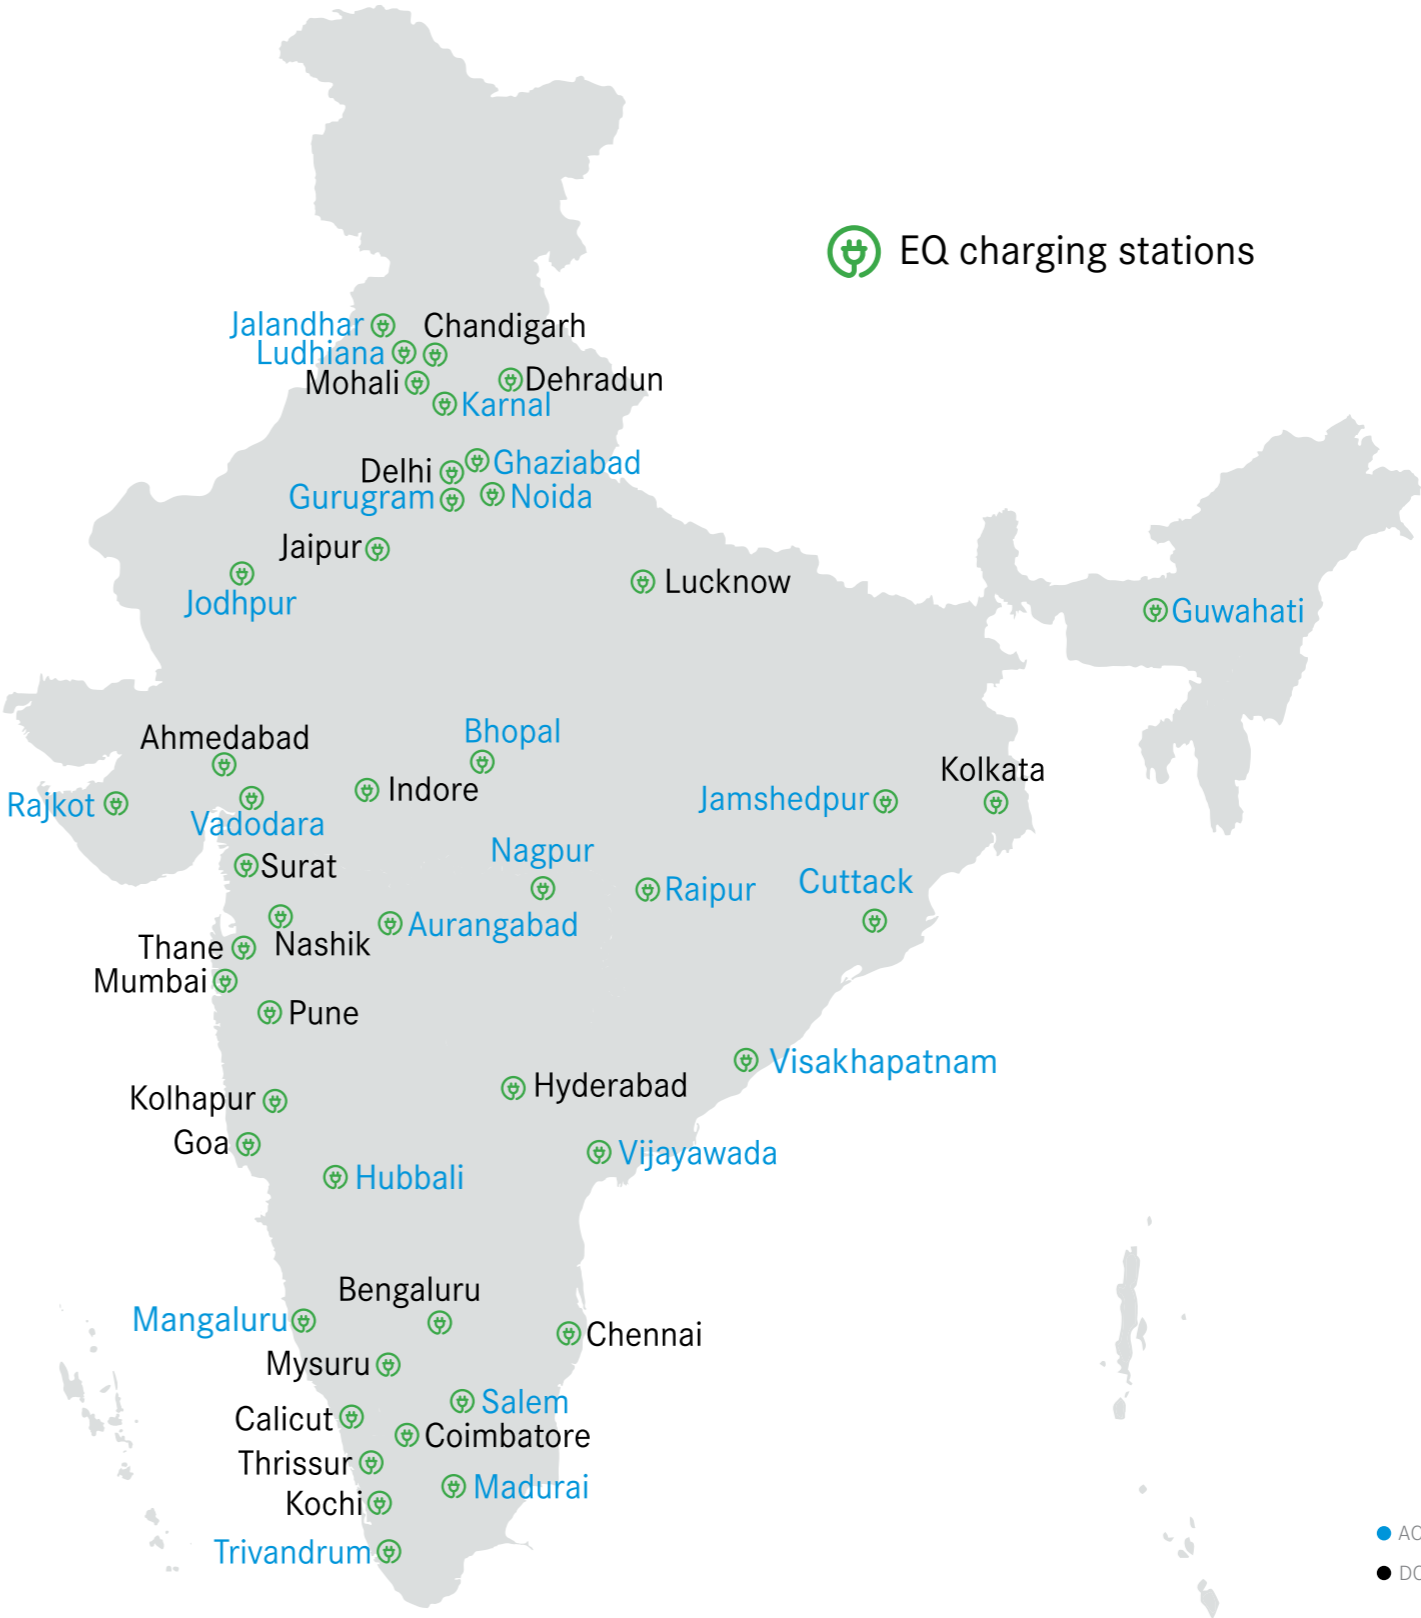 EQ charging stations
Jalandhar
Chandigarh
Ludhiana
Mohali
Dehradun
Karnal
Delhi
Ghaziabad
Gurugram
Noida
Jaipur
Jodhpur
Lucknow
Guwahati
Ahmedabad
Bhopal
Rajkot
Vadodara
Indore
Jamshedpur
Kolkata
Surat
Nagpur
Raipur
Cuttack
Nashik
Aurangabad
Thane
Mumbai
Pune
Visakhapatnam
Kolhapur
Hyderabad
Goa
Hubbali
Vijayawada
Bengaluru
Mangaluru
Chennai
Mysuru
Salem
Calicut
Coimbatore
Thrissur
Madurai
Kochi
Trivandrum